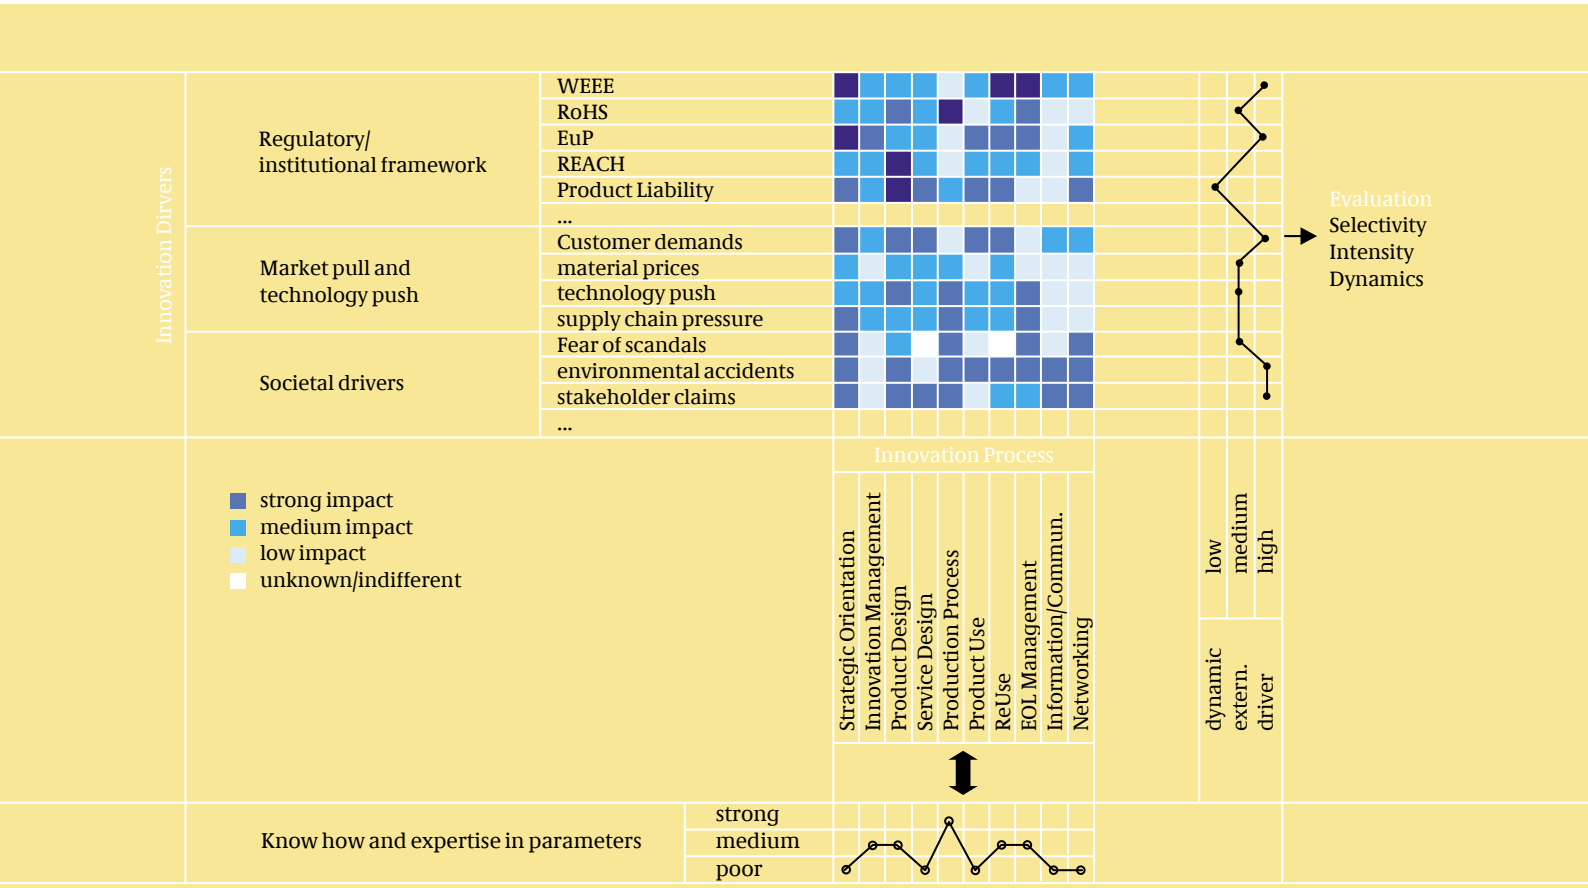 Innovation Dirvers
Regulatory/
institutional framework
WEEE
RoHS
EuP
REACH
Product Liability
...
Market pull and
technology push
Customer demands
material prices
technology push
supply chain pressure
Societal drivers
Fear of scandals
environmental accidents
stakeholder claims
...
Evaluation
Selectivity
Intensity
Dynamics
Innovation Process
strong impact
medium impact
low impact
unknown/indifferent
Strategic Orientation
Innovation Management
Product Design
Service Design
Production Process
Product Use
ReUse
EOL Management
Information/Commun.
Networking
low
medium
high
dynamic
extern.
driver
Know how and expertise in parameters
strong
medium
poor